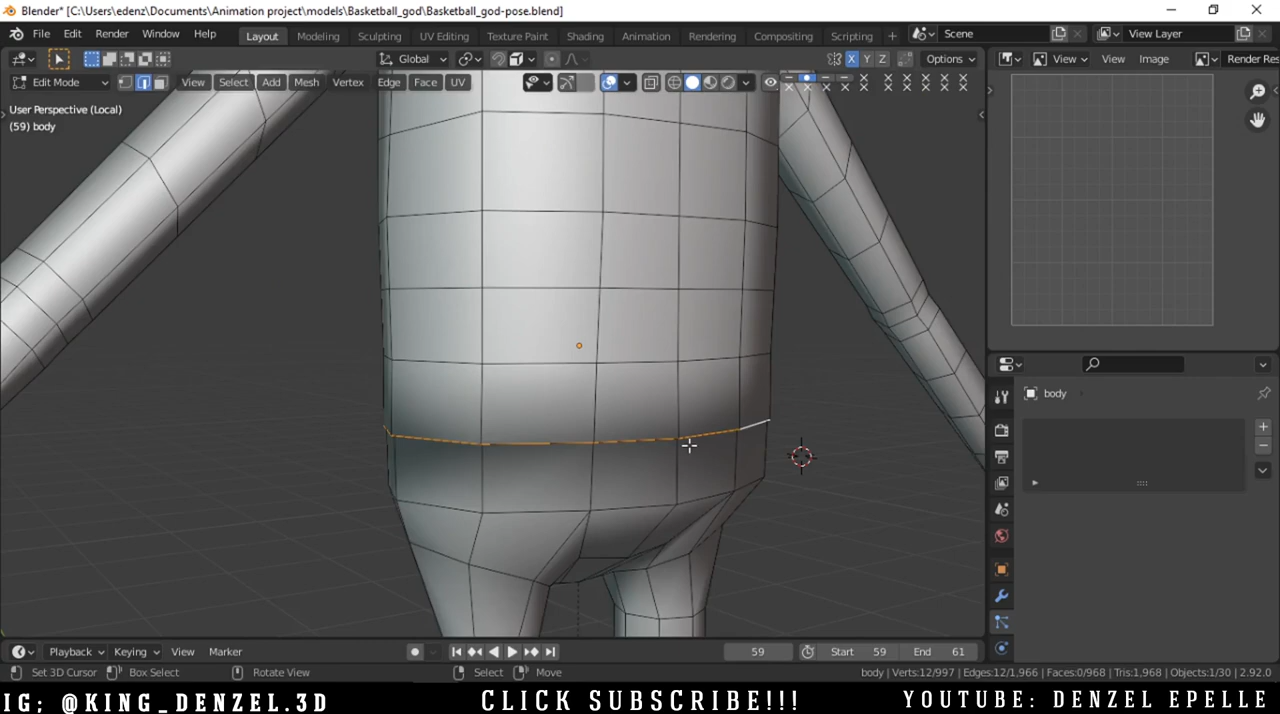 Blender* [C:\Users\edenz\Documents\Animation project\models\Basketball_god\Basketball_god-pose.blend]
File Edit Render Window Help Layout Modeling Sculpting UV Editing Texture Paint Shading Animation Rendering Compositing Scripting + Scene View Layer
Global Options View View Image Render Res
Edit Mode View Select Add Mesh Vertex Edge Face UV
X Y Z
User Perspective (Local)
(59) body
body
Playback Keying View Marker 59 Start 59 End 61
Set 3D Cursor Box Select Rotate View Select Move body | Verts:12/997 | Edges:12/1,966 | Faces:0/968 | Tris:1,968 | Objects:1/30 | 2.92.0
IG; @KING_DENZEL.3D CLICK SUBSCRIBE!!! YOUTUBE: DENZEL EPELLE